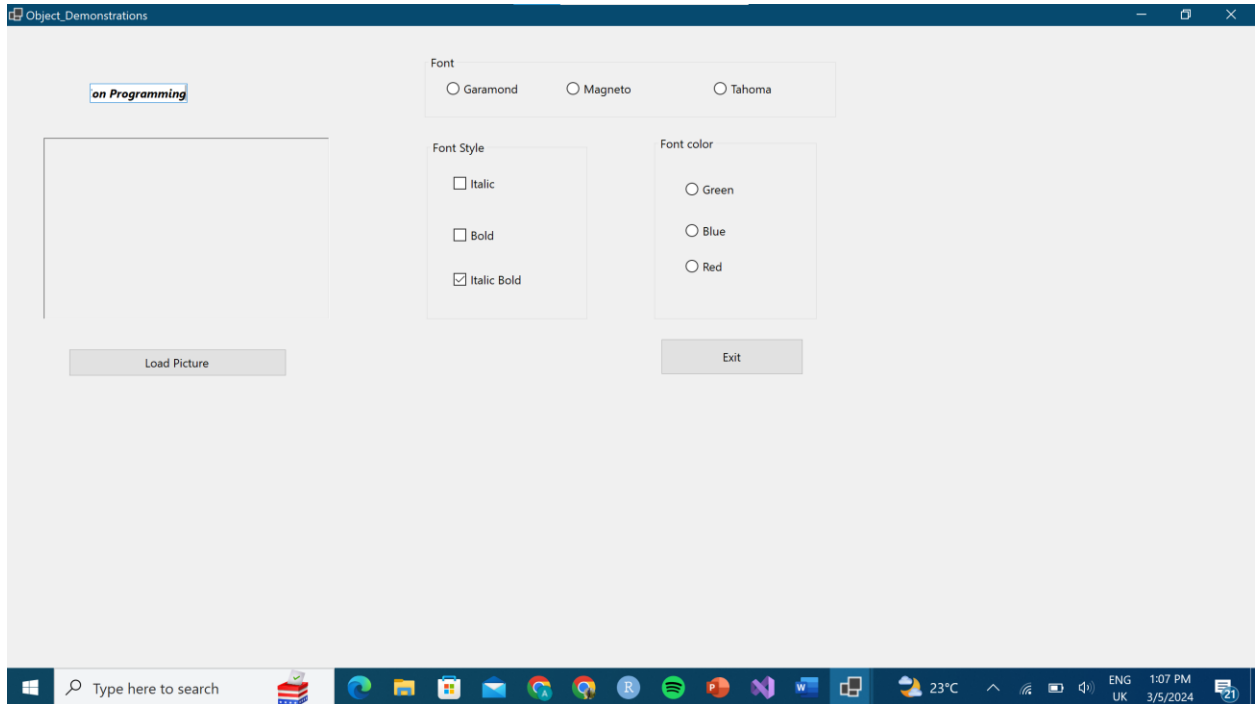 Object_Demonstrations
on Programming
Font
Garamond Magneto Tahoma
Font Style
Italic
Bold
Italic Bold
Font color
Green
Blue
Red
Load Picture
Exit
Type here to search
R
23°C
ENG
UK
1:07 PM
3/5/2024
21